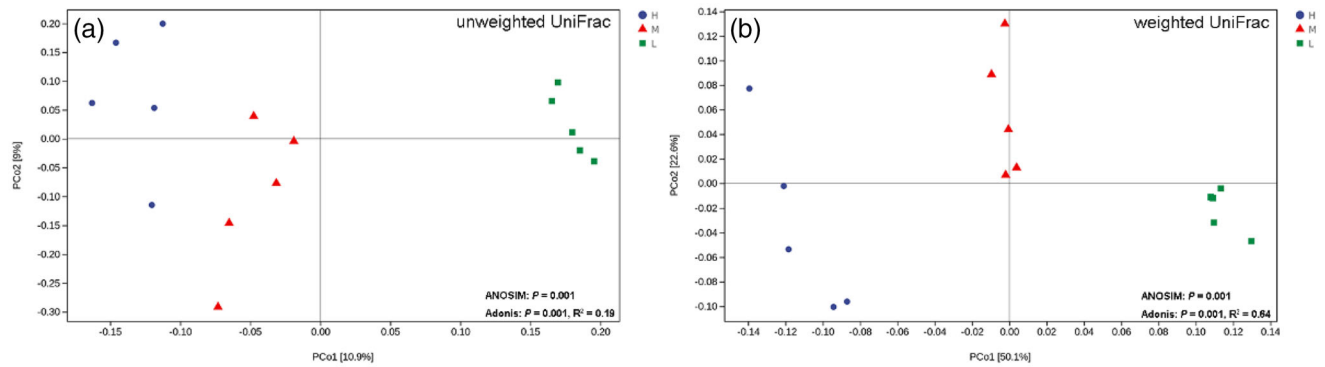 (a)
unweighted UniFrac
H
M
L
0.20
0.15
0.10
0.05
0.00
-0.05
-0.10
-0.15
-0.20
-0.25
-0.30
PCo2 [9%]
ANOSIM: P = 0.001
Adonis: P = 0.001, R² = 0.19
-0.15 -0.10 -0.05 0.00 0.05 0.10 0.15 0.20
PCo1 [10.9%]
(b)
weighted UniFrac
H
M
L
0.14
0.12
0.10
0.08
0.06
0.04
0.02
0.00
-0.02
-0.04
-0.06
-0.08
-0.10
PCo2 [22.6%]
ANOSIM: P = 0.001
Adonis: P = 0.001, R² = 0.64
-0.14 -0.12 -0.10 -0.08 -0.06 -0.04 -0.02 0.00 0.02 0.04 0.06 0.08 0.10 0.12 0.14
PCo1 [50.1%]